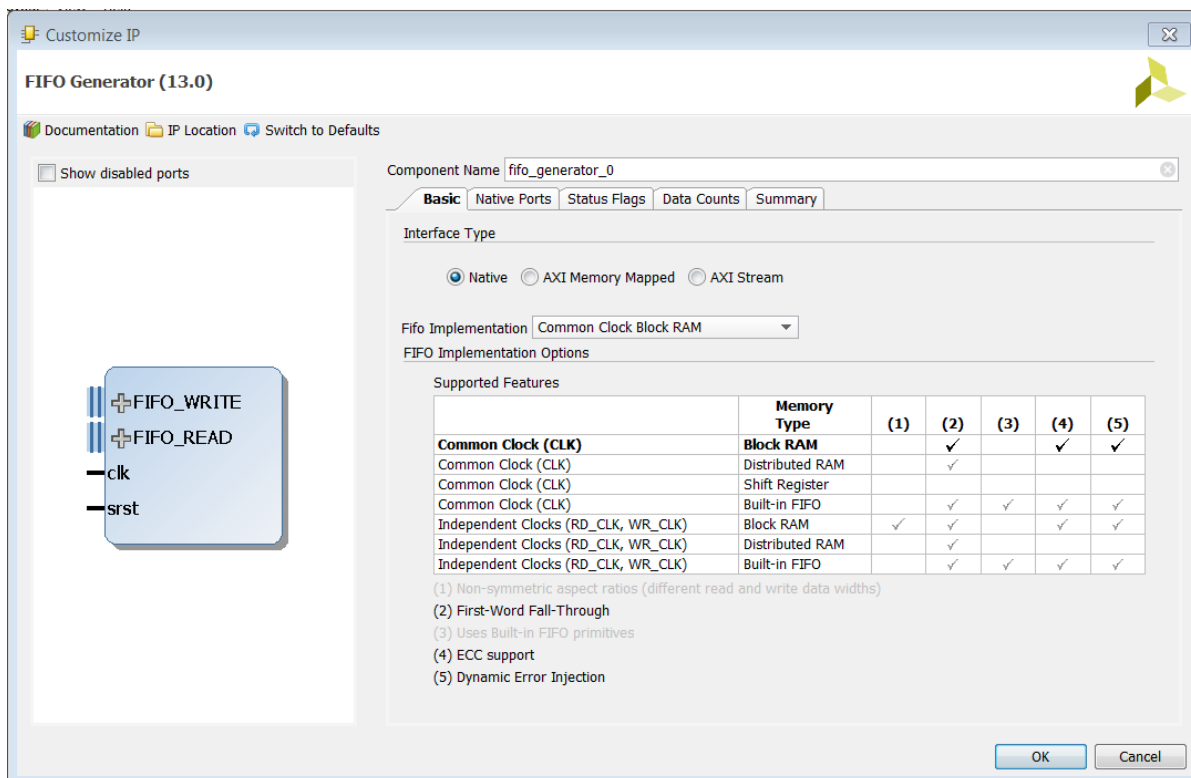 Customize IP
FIFO Generator (13.0)
Documentation IP Location Switch to Defaults
Show disabled ports
FIFO_WRITE
FIFO_READ
clk
srst
Component Name fifo_generator_0
Basic Native Ports Status Flags Data Counts Summary
Interface Type
Native AXI Memory Mapped AXI Stream
Fifo Implementation Common Clock Block RAM
FIFO Implementation Options
Supported Features
Memory Type (1) (2) (3) (4) (5)
Common Clock (CLK) Block RAM ✓ ✓ ✓
Common Clock (CLK) Distributed RAM ✓
Common Clock (CLK) Shift Register
Common Clock (CLK) Built-in FIFO ✓ ✓ ✓ ✓
Independent Clocks (RD_CLK, WR_CLK) Block RAM ✓ ✓ ✓ ✓
Independent Clocks (RD_CLK, WR_CLK) Distributed RAM ✓
Independent Clocks (RD_CLK, WR_CLK) Built-in FIFO ✓ ✓ ✓ ✓
(1) Non-symmetric aspect ratios (different read and write data widths)
(2) First-Word Fall-Through
(3) Uses Built-in FIFO primitives
(4) ECC support
(5) Dynamic Error Injection
OK Cancel